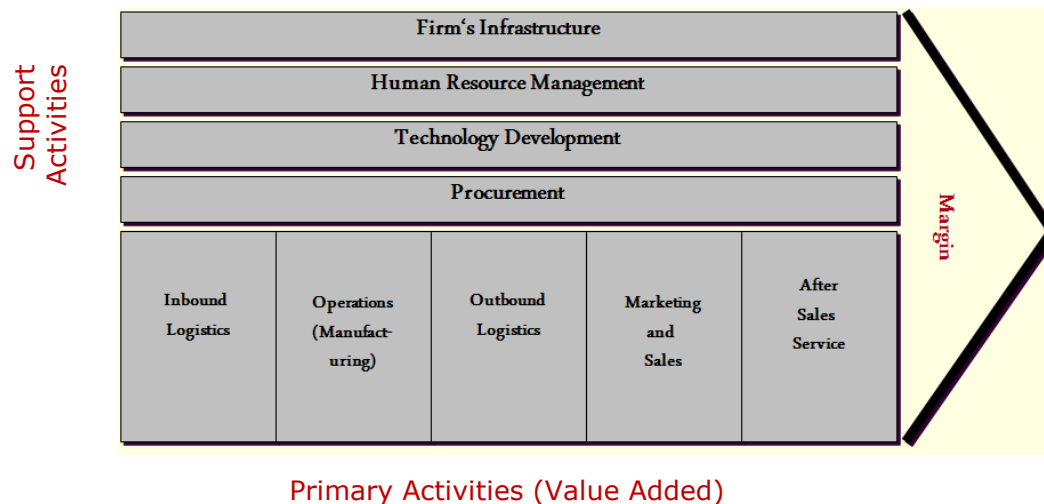 Support
Activities
Firm‘s Infrastructure
Human Resource Management
Technology Development
Procurement
Inbound
Logistics
Operations
(Manufact-
uring)
Outbound
Logistics
Marketing
and
Sales
After
Sales
Service
Margin
Primary Activities (Value Added)